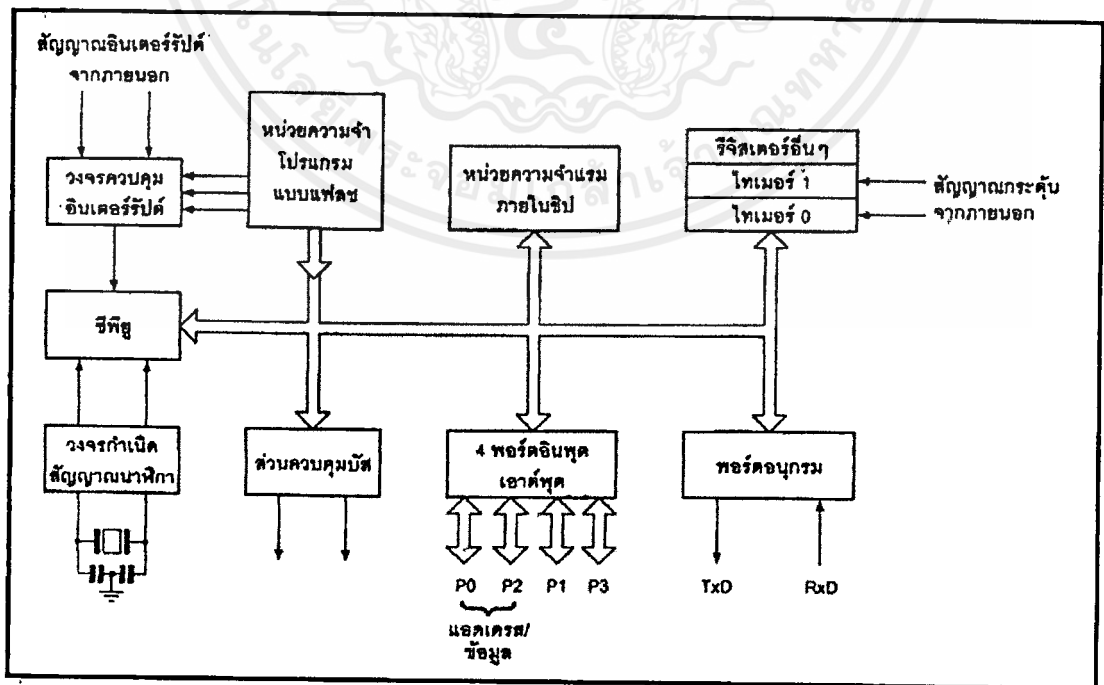 สัญญาณอินเตอร์รัปต์
จากภายนอก
วงจรควบคุม
อินเตอร์รัปต์
หน่วยความจำ
โปรแกรม
แบบแฟลช
หน่วยความจำแรม
ภายในชิป
รีจิสเตอร์อื่นๆ
ไทเมอร์ 1
ไทเมอร์ 0
สัญญาณกระตุ้น
จากภายนอก
ซีพียู
วงจรกำเนิด
สัญญาณนาฬิกา
ส่วนควบคุมบัส
4 พอร์ตอินพุต
เอาต์พุต
พอร์ตอนุกรม
P0 P2 P1 P3
TxD RxD
แอดเดรส/
ข้อมูล